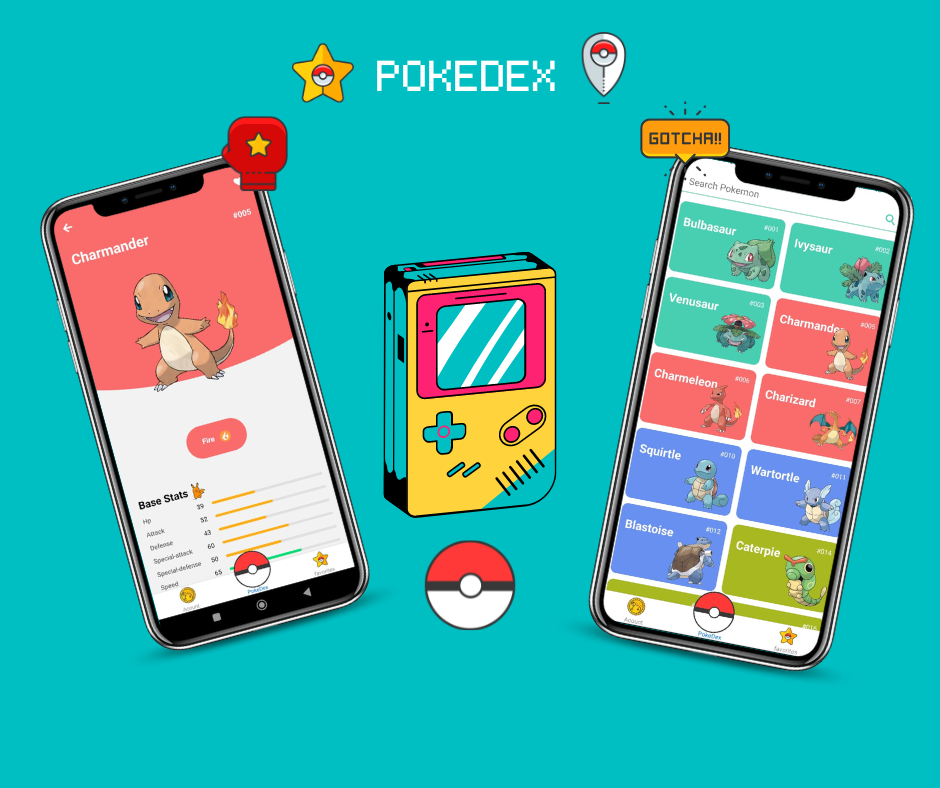 POKEDEX
GOTCHA!!
#005
Charmander
Fire
Base Stats
Hp 39
Attack 52
Defense 43
Special-attack 60
Special-defense 50
Speed 65
Acount
PokeDex
favorites
Search Pokemon
Bulbasaur #001
Ivysaur #002
Venusaur #003
Charmander #005
Charmeleon #006
Charizard #007
Squirtle #010
Wartortle #011
Blastoise #012
Caterpie #014
Acount
PokeDex
favorites